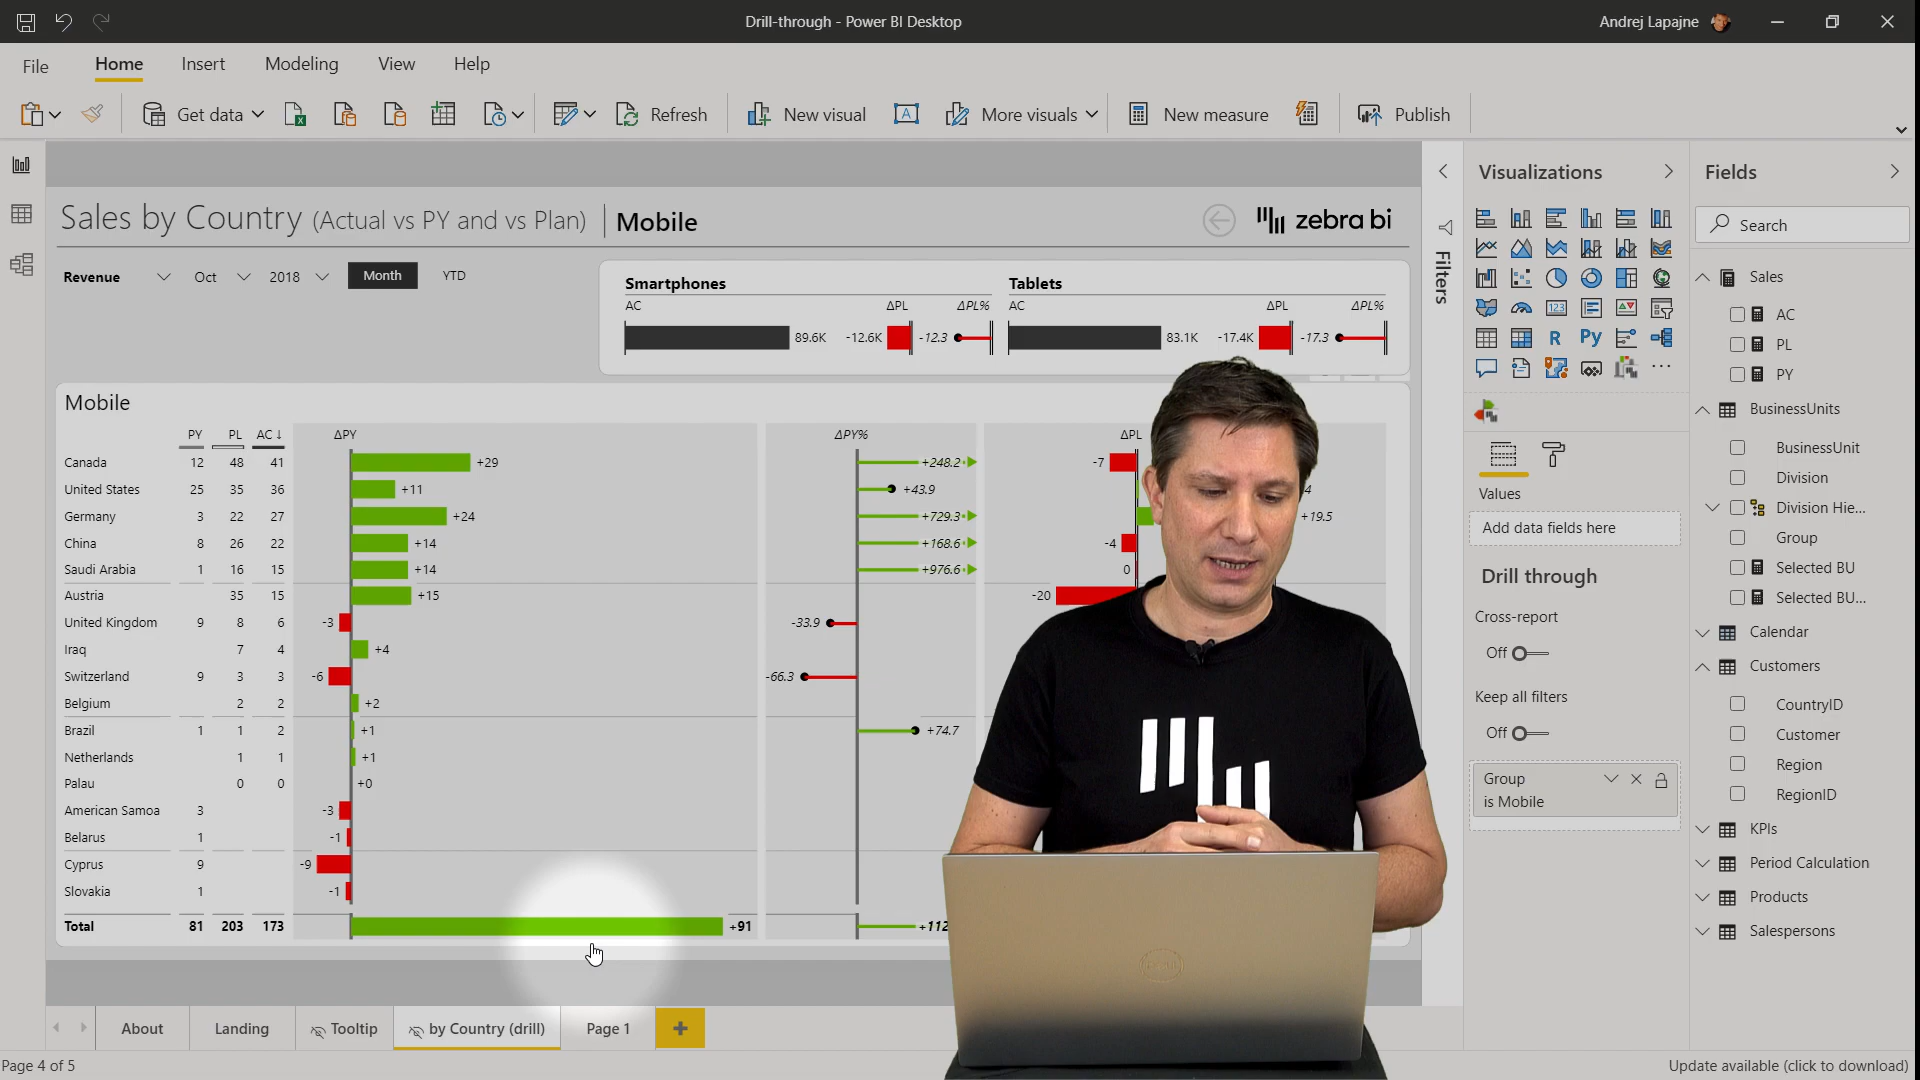 Drill-through - Power BI Desktop
Andrej Lapajne
File Home Insert Modeling View Help
Get data Refresh New visual More visuals New measure Publish
Sales by Country (Actual vs PY and vs Plan) Mobile
zebra bi
Revenue Oct 2018 Month YTD
Smartphones
AC ΔPL ΔPL%
89.6K -12.6K -12.3
Tablets
AC ΔPL ΔPL%
83.1K -17.4K -17.3
Mobile
PY PL AC↓ ΔPY ΔPY% ΔPL
Canada 12 48 41 +29 +248.2 -7
United States 25 35 36 +11 +43.9 4
Germany 3 22 27 +24 +729.3 +19.5
China 8 26 22 +14 +168.6 -4
Saudi Arabia 1 16 15 +14 +976.6 0
Austria 35 15 +15 -20
United Kingdom 9 8 6 -3 -33.9
Iraq 7 4 +4
Switzerland 9 3 3 -6 -66.3
Belgium 2 2 +2
Brazil 1 1 2 +1 +74.7
Netherlands 1 1 +1
Palau 0 0 +0
American Samoa 3 -3
Belarus 1 -1
Cyprus 9 -9
Slovakia 1 -1
Total 81 203 173 +91 +112
Filters
Visualizations
123
R Py
Values
Add data fields here
Drill through
Cross-report
Off
Keep all filters
Off
Group
is Mobile
Fields
Search
Sales
AC
PL
PY
BusinessUnits
BusinessUnit
Division
Division Hie...
Group
Selected BU
Selected BU...
Calendar
Customers
CountryID
Customer
Region
RegionID
KPIs
Period Calculation
Products
Salespersons
DELL
About Landing Tooltip by Country (drill) Page 1 +
Page 4 of 5
Update available (click to download)